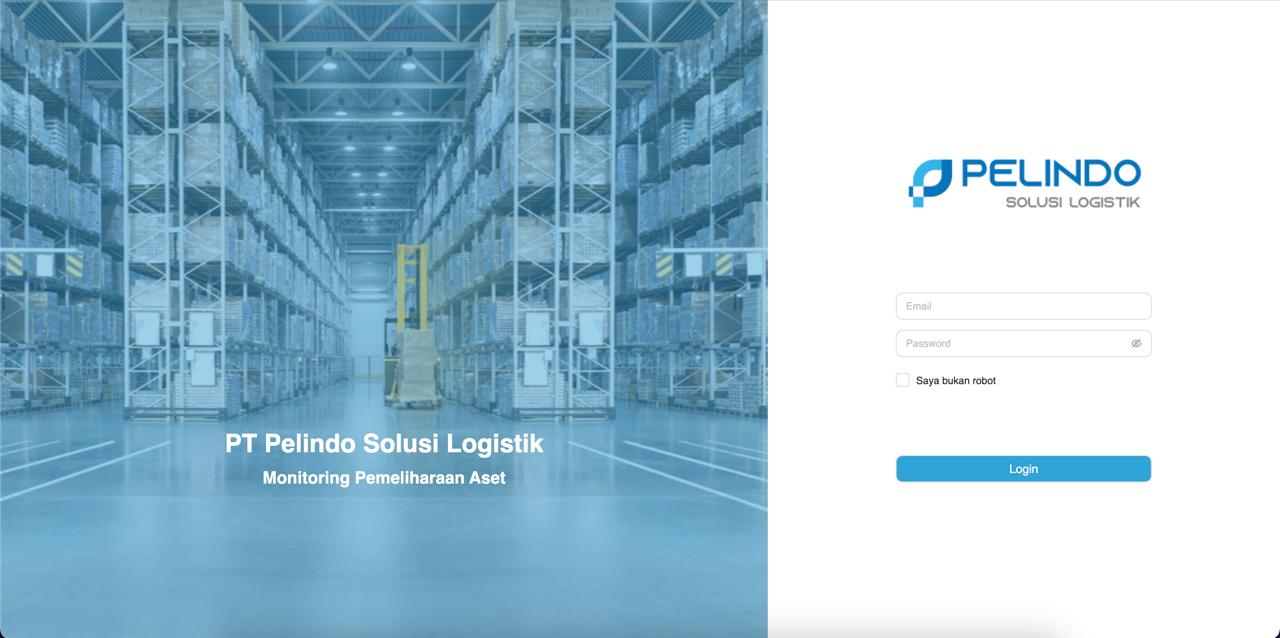 PT Pelindo Solusi Logistik
Monitoring Pemeliharaan Aset
PELINDO
SOLUSI LOGISTIK
Email
Password
Saya bukan robot
Login